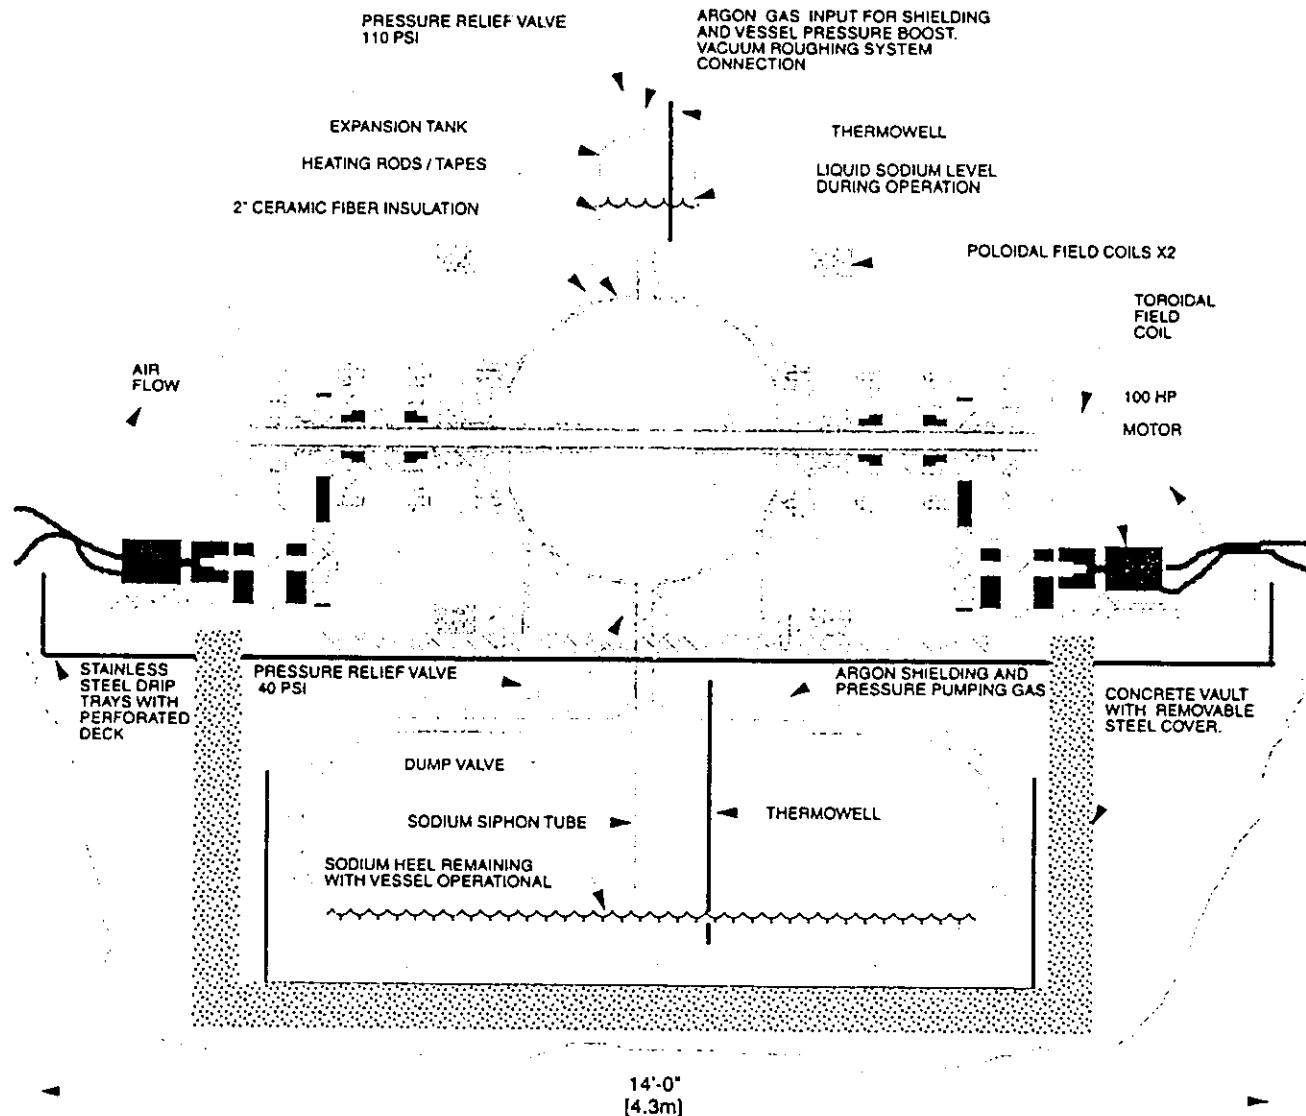 PRESSURE RELIEF VALVE
110 PSI
ARGON GAS INPUT FOR SHIELDING
AND VESSEL PRESSURE BOOST.
VACUUM ROUGHING SYSTEM
CONNECTION
EXPANSION TANK
THERMOWELL
HEATING RODS / TAPES
LIQUID SODIUM LEVEL
DURING OPERATION
2" CERAMIC FIBER INSULATION
POLOIDAL FIELD COILS X2
TOROIDAL
FIELD
COIL
AIR
FLOW
100 HP
MOTOR
STAINLESS
STEEL DRIP
TRAYS WITH
PERFORATED
DECK
PRESSURE RELIEF VALVE
40 PSI
ARGON SHIELDING AND
PRESSURE PUMPING GAS
CONCRETE VAULT
WITH REMOVABLE
STEEL COVER.
DUMP VALVE
SODIUM SIPHON TUBE
THERMOWELL
SODIUM HEEL REMAINING
WITH VESSEL OPERATIONAL
14'-0"
[4.3m]